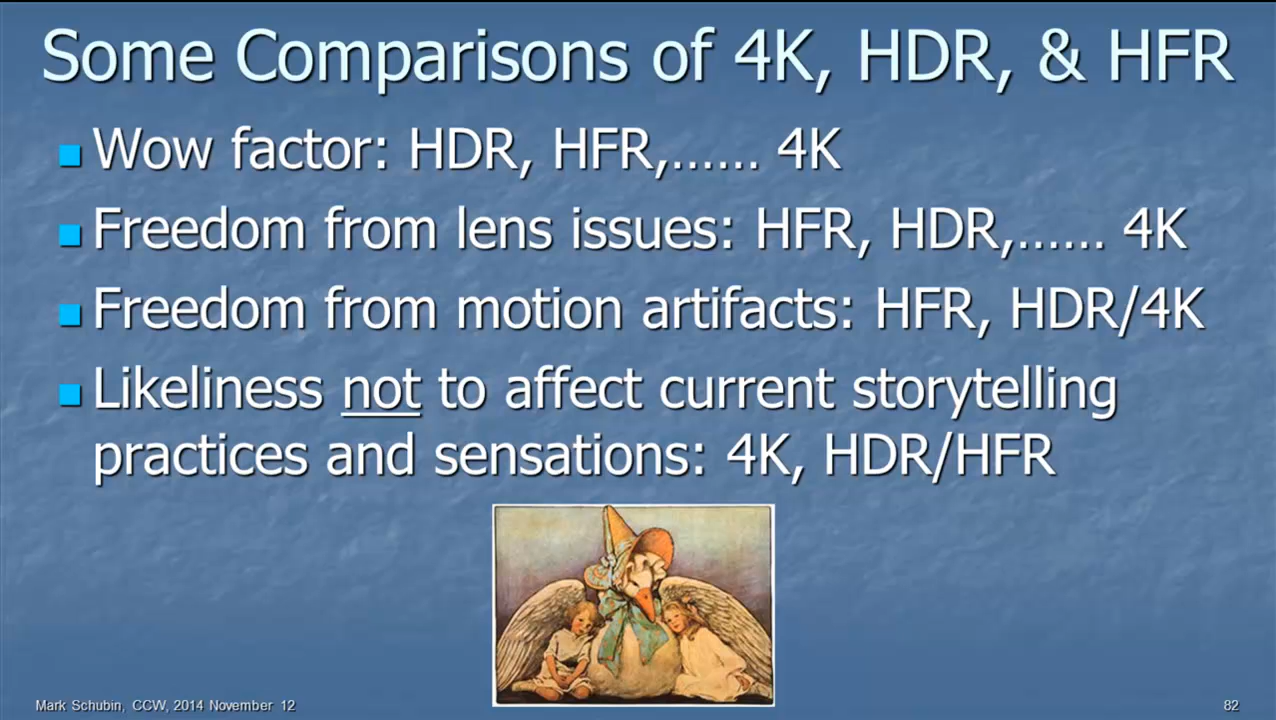 Some Comparisons of 4K, HDR, & HFR
Wow factor: HDR, HFR,…… 4K
Freedom from lens issues: HFR, HDR,…… 4K
Freedom from motion artifacts: HFR, HDR/4K
Likeliness not to affect current storytelling
practices and sensations: 4K, HDR/HFR
Mark Schubin, CCW, 2014 November 12
82